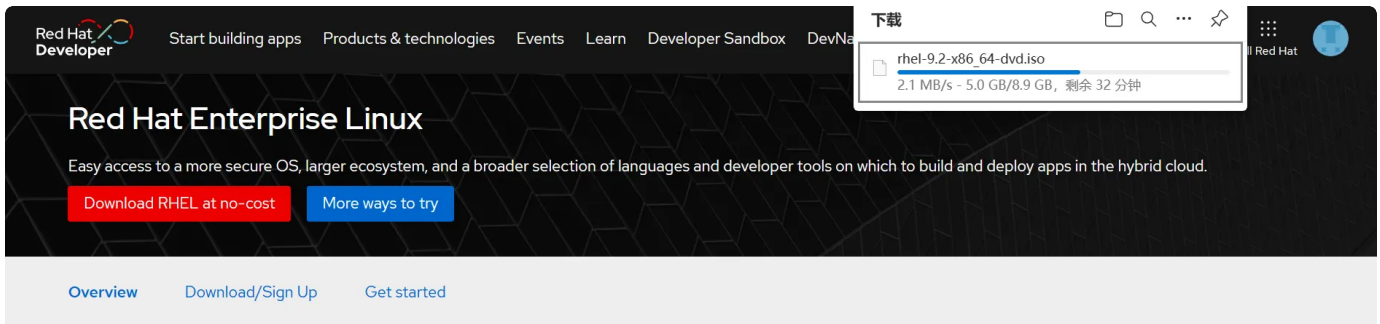 Red Hat
Developer
Start building apps
Products & technologies
Events
Learn
Developer Sandbox
DevNa
ll Red Hat
下载
rhel-9.2-x86_64-dvd.iso
2.1 MB/s - 5.0 GB/8.9 GB，剩余 32 分钟
Red Hat Enterprise Linux
Easy access to a more secure OS, larger ecosystem, and a broader selection of languages and developer tools on which to build and deploy apps in the hybrid cloud.
Download RHEL at no-cost
More ways to try
Overview
Download/Sign Up
Get started